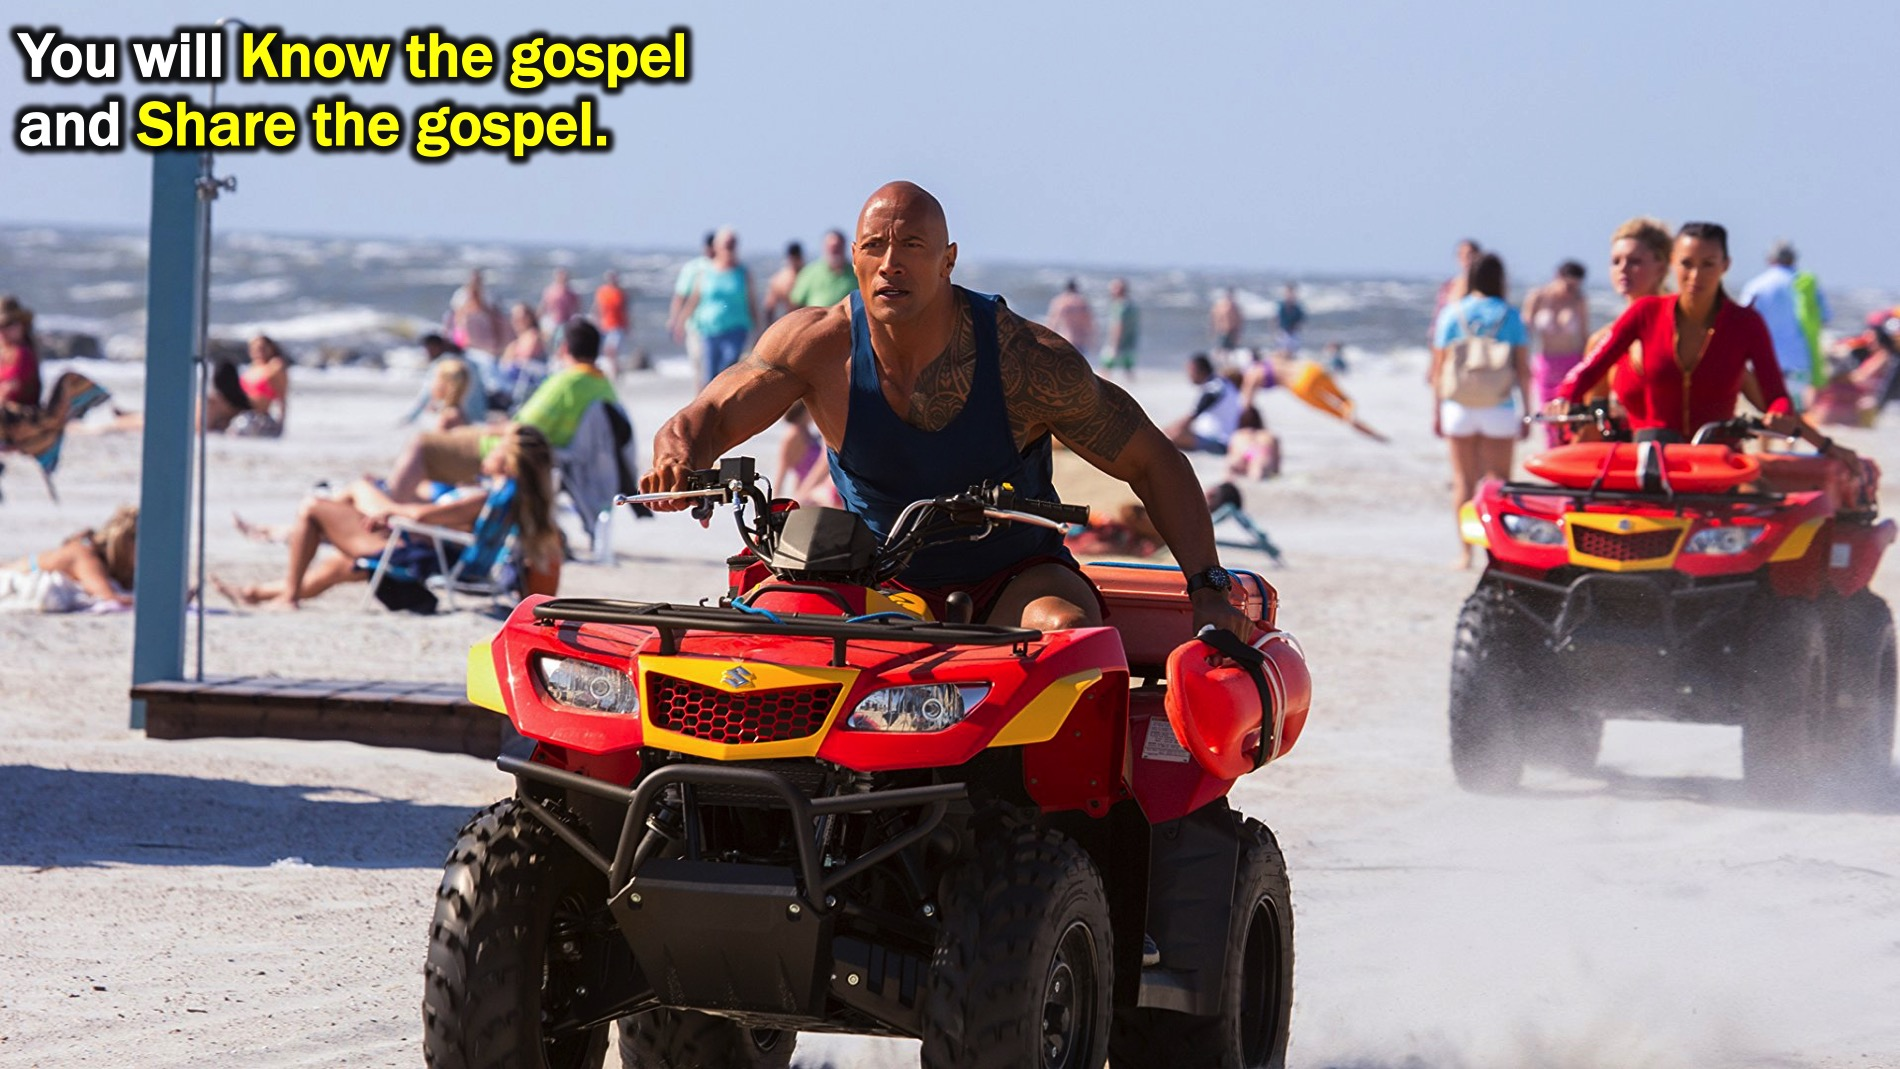 You will Know the gospel
and Share the gospel.